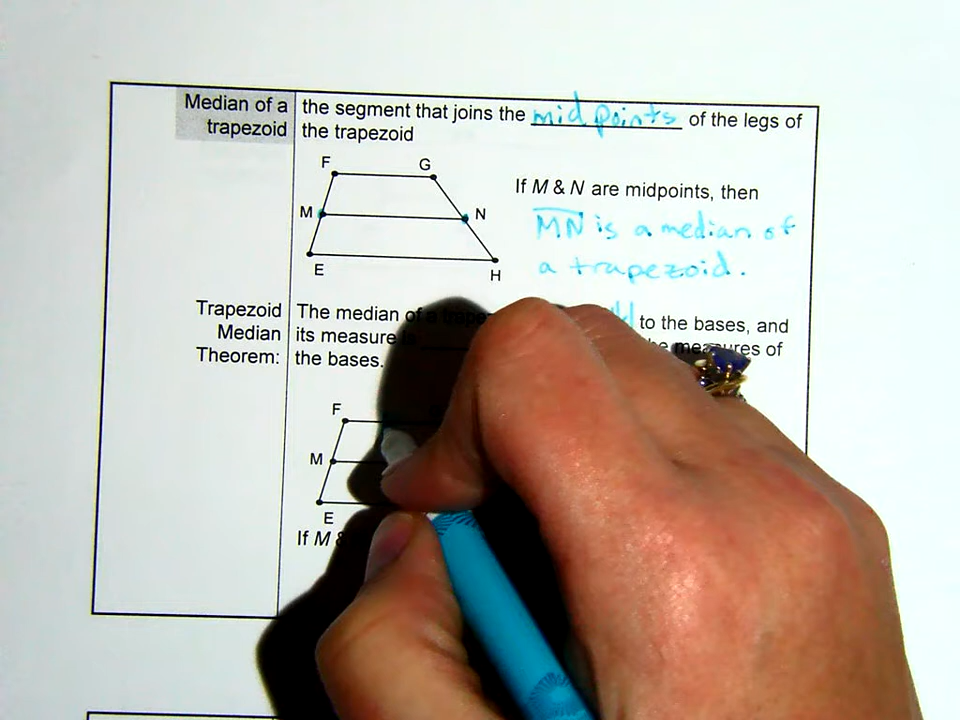 Median of a the segment that joins the midpoints of the legs of
trapezoid the trapezoid
F G
If M & N are midpoints, then
M N
MN is a median of
E H
a trapezoid.
Trapezoid The median of a to the bases, and
Median its measure measures of
Theorem: the bases.
F
M
E
If M